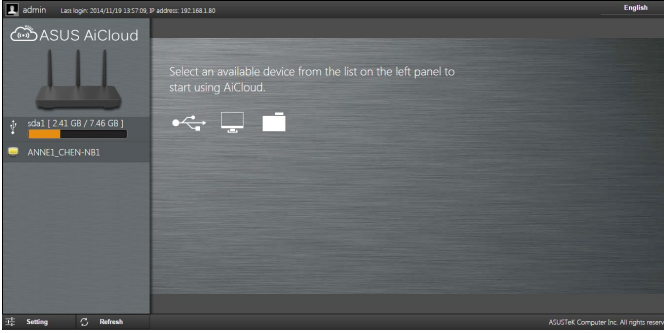 admin Last login: 2014/11/19 13:57:09, IP address: 192.168.1.80
English
ASUS AiCloud
Select an available device from the list on the left panel to
start using AiCloud.
sda1 [ 2.41 GB / 7.46 GB ]
ANNE1_CHEN-NB1
Setting Refresh
ASUSTeK Computer Inc. All rights reserv